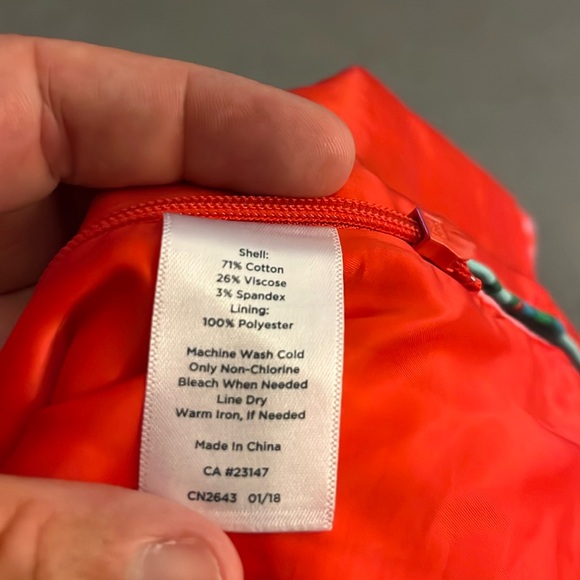 Shell:
71% Cotton
26% Viscose
3% Spandex
Lining:
100% Polyester
Machine Wash Cold
Only Non-Chlorine
Bleach When Needed
Line Dry
Warm Iron, If Needed
Made In China
CA #23147
CN2643 01/18